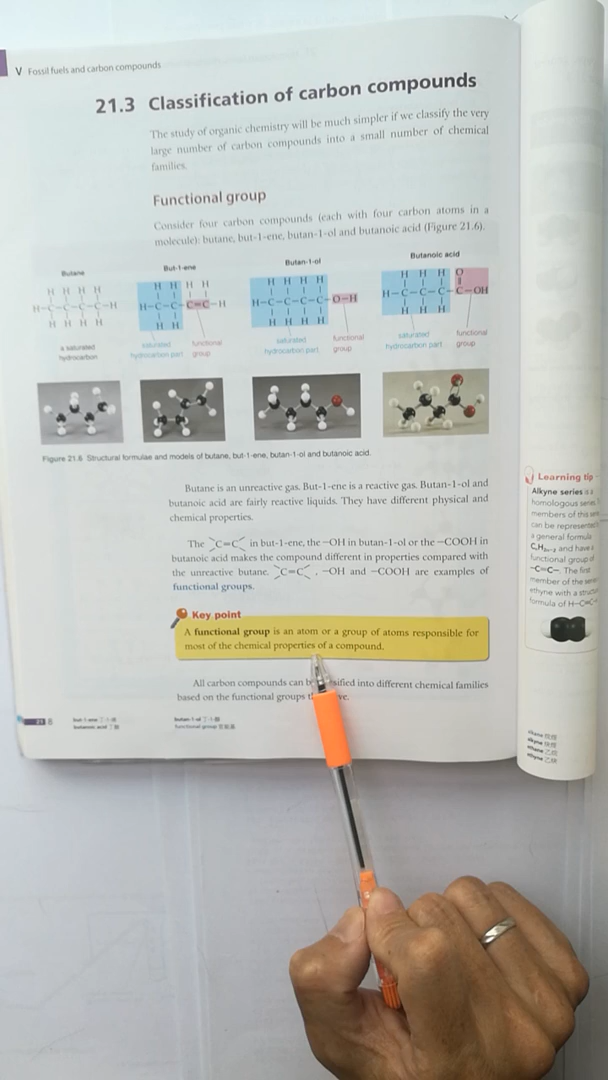 V Fossil fuels and carbon compounds
21.3 Classification of carbon compounds
The study of organic chemistry will be much simpler if we classify the very
large number of carbon compounds into a small number of chemical
families.
Functional group
Consider four carbon compounds (each with four carbon atoms in a
molecule): butane, but-1-ene, butan-1-ol and butanoic acid (Figure 21.6).
Butane
But-1-ene
Butan-1-ol
Butanoic acid
H H H H
H-C-C-C-C-H
H H H H
H H H H
H-C-C-C=C-H
H H
H H H H
H-C-C-C-C-O-H
H H H H
H H H O
H-C-C-C-C-OH
H H H
a saturated
hydrocarbon
saturated
hydrocarbon part
functional
group
saturated
hydrocarbon part
functional
group
saturated
hydrocarbon part
functional
group
Figure 21.6 Structural formulae and models of butane, but-1-ene, butan-1-ol and butanoic acid.
Butane is an unreactive gas. But-1-ene is a reactive gas. Butan-1-ol and
butanoic acid are fairly reactive liquids. They have different physical and
chemical properties.
The >C=C< in but-1-ene, the -OH in butan-1-ol or the -COOH in
butanoic acid makes the compound different in properties compared with
the unreactive butane. >C=C<, -OH and -COOH are examples of
functional groups.
Key point
A functional group is an atom or a group of atoms responsible for
most of the chemical properties of a compound.
All carbon compounds can be classified into different chemical families
based on the functional groups
21 8
but-1-ene
butanoic acid
butan-1-ol
functional group 官能基
Learning tip
Alkyne series is a
homologous series.
members of this
can be represented
a general formula
and have a
functional group of
-C≡C-. The first
member of the
ethyne with a
formula of H-C≡C-
alkane
alkyne
ethane 乙烷
ethyne 乙炔